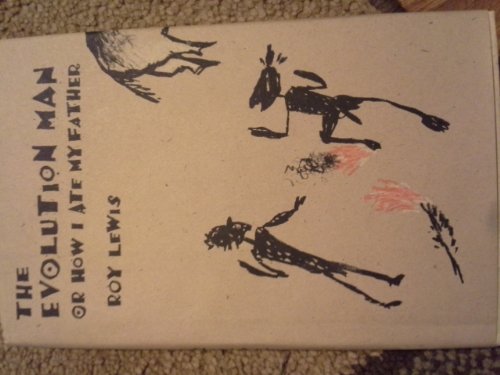 THE
EVOLUTION MAN
OR HOW I ATE MY FATHER
ROY LEWIS